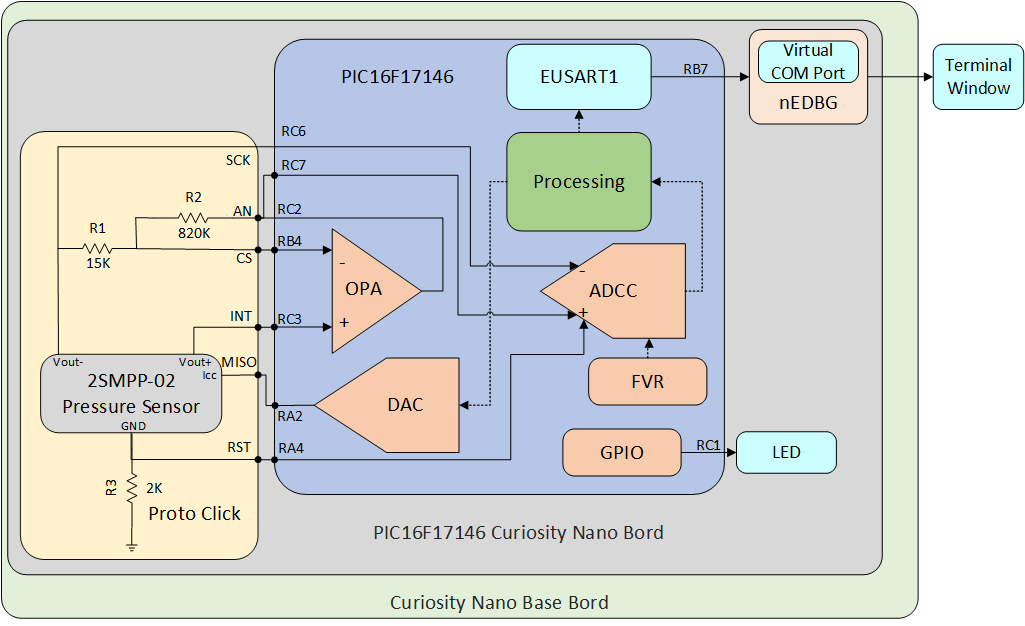 PIC16F17146
EUSART1
RB7
Virtual
COM Port
nEDBG
Terminal
Window
RC6
SCK
RC7
Processing
R2
820K
AN
RC2
R1
15K
CS
RB4
-
OPA
+
-
ADCC
+
INT
RC3
Vout-
Vout+
Icc
MISO
2SMPP-02
Pressure Sensor
GND
DAC
RA2
FVR
RST
RA4
GPIO
RC1
LED
R3
2K
Proto Click
PIC16F17146 Curiosity Nano Bord
Curiosity Nano Base Bord